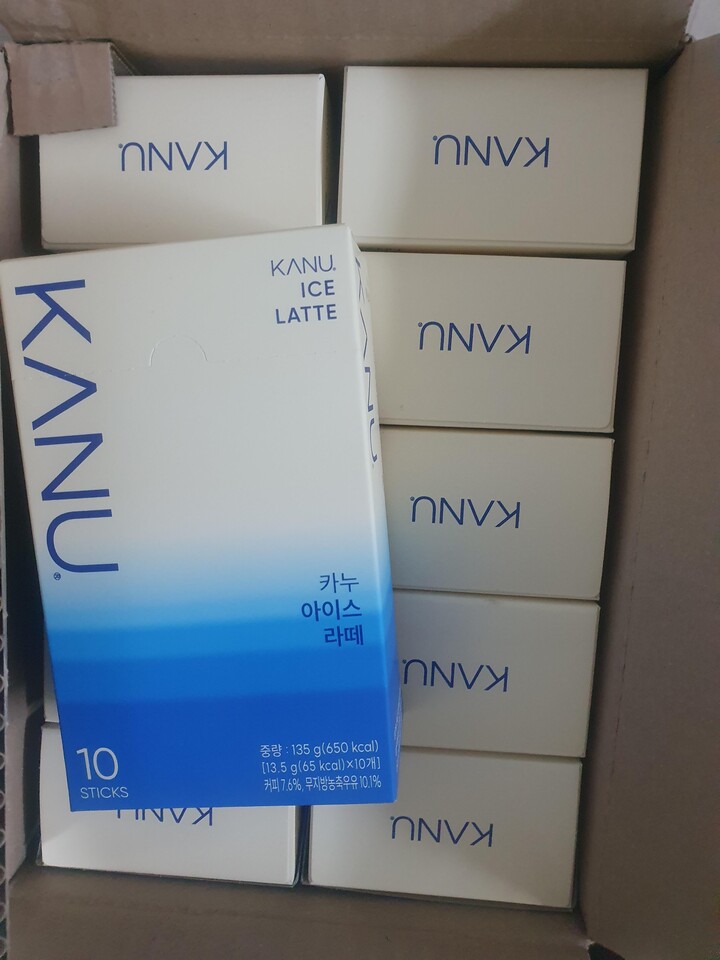 KANU
KANU
KANU.
ICE
LATTE
KANU®
KANU
KANU
카누
아이스
라떼
KANU
KANU
10
STICKS
중량 : 135 g(650 kcal)
[13.5 g(65 kcal)×10개]
커피 7.6%, 무지방농축우유 10.1%
KANU
KANU
KANU